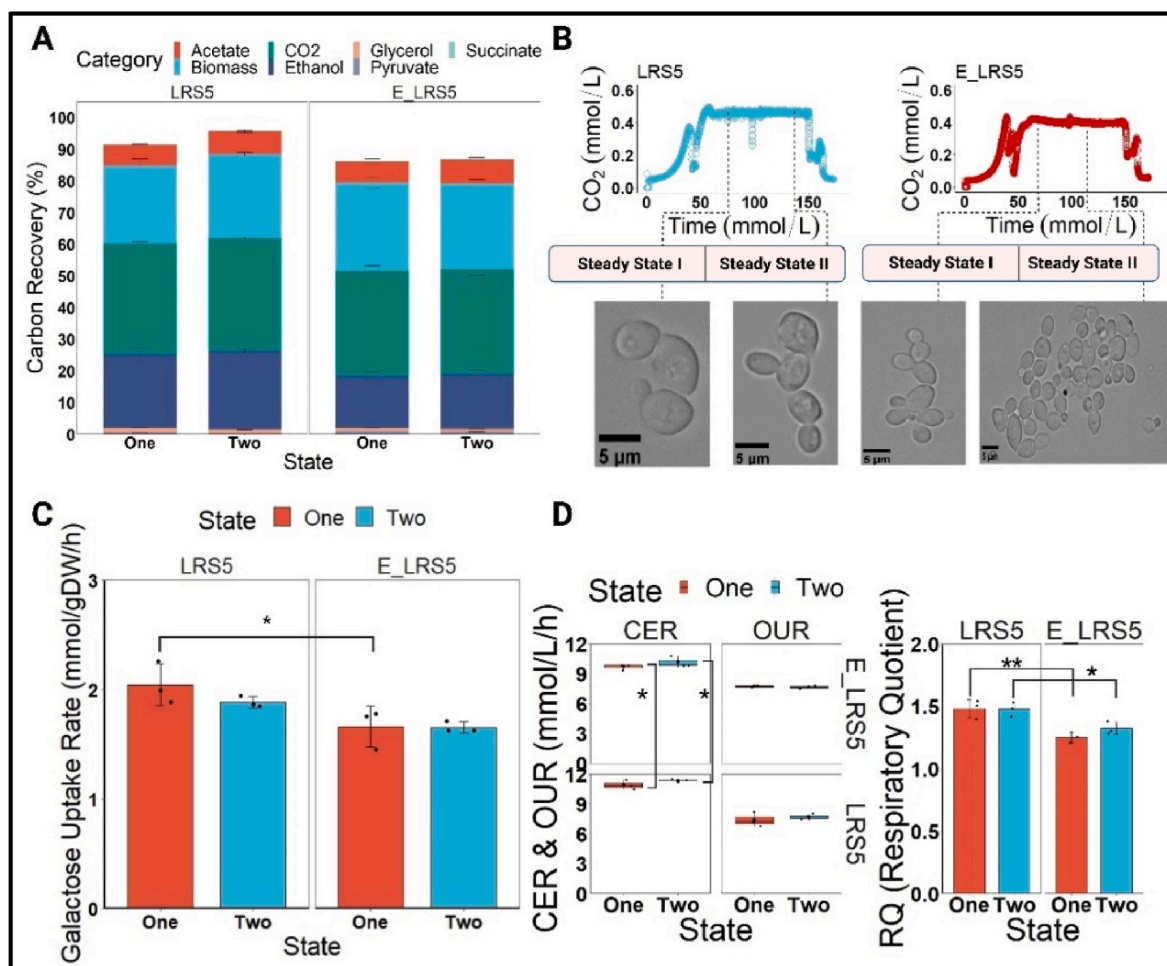 A
Category
Acetate
CO2
Glycerol
Succinate
Biomass
Ethanol
Pyruvate
LRS5
E_LRS5
Carbon Recovery (%)
100
90
80
70
60
50
40
30
20
10
0
One
Two
One
Two
State
B
LRS5
CO₂ (mmol/L)
0.6
0.4
0.2
0.0
0
50
100
150
Time (mmol/L)
E_LRS5
CO₂ (mmol/L)
0.6
0.4
0.2
0.0
0
50
100
150
Time (mmol/L)
Steady State I
Steady State II
Steady State I
Steady State II
5 µm
5 µm
5 µm
5 µm
C
State
One
Two
LRS5
E_LRS5
Galactose Uptake Rate (mmol/gDW/h)
3
2
1
0
*
One
Two
One
Two
State
D
State
One
Two
CER
OUR
CER & OUR (mmol/L/h)
12
9
6
3
0
*
*
E_LRS5
12
9
6
3
0
LRS5
One
Two
One
Two
State
RQ (Respiratory Quotient)
LRS5
E_LRS5
2.0
1.5
1.0
0.5
0.0
**
*
One
Two
One
Two
State